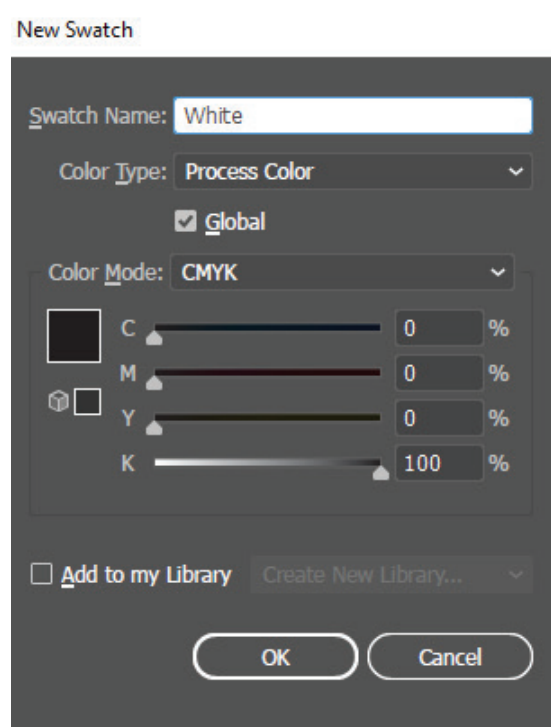 New Swatch
Swatch Name: White
Color Type: Process Color
Global
Color Mode: CMYK
C 0 %
M 0 %
Y 0 %
K 100 %
Add to my Library Create New Library...
OK Cancel